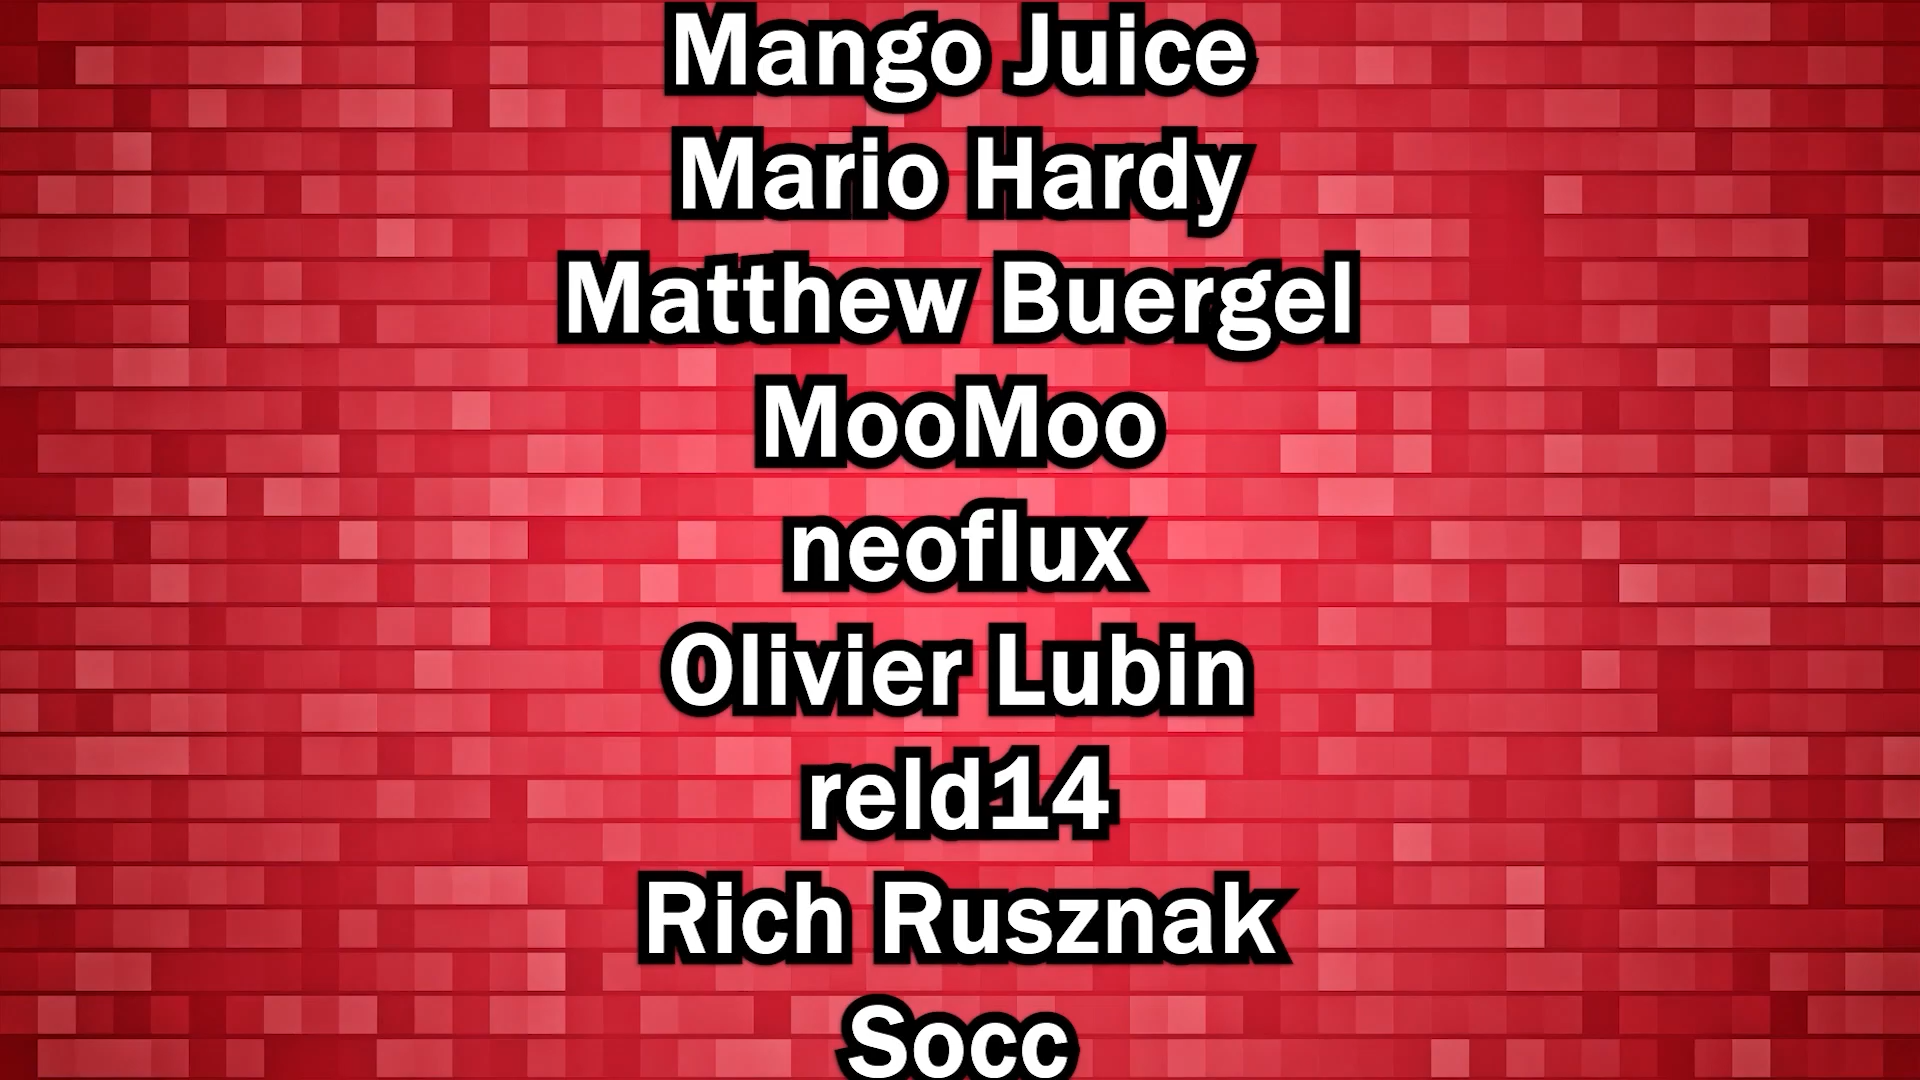 Mango Juice
Mario Hardy
Matthew Buergel
MooMoo
neoflux
Olivier Lubin
reld14
Rich Rusznak
Socc